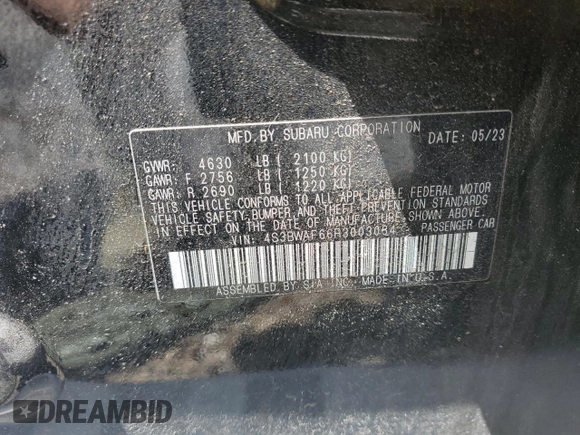 MFD.BY SUBARU CORPORATION DATE: 05/23
GVWR: 4630 LB ( 2100 KG)
GAWR: F 2756 LB ( 1250 KG)
GAWR: R 2690 LB ( 1220 KG)
THIS VEHICLE CONFORMS TO ALL APPLICABLE FEDERAL MOTOR
VEHICLE SAFETY,BUMPER AND THEFT-PREVENTION STANDARDS
IN EFFECT ON THE DATE OF MANUFACTURE SHOWN ABOVE.
VIN: 4S3BWAF66R3003084 PASSENGER CAR
ASSEMBLED BY SIA INC. MADE IN U.S.A.
DREAMBID